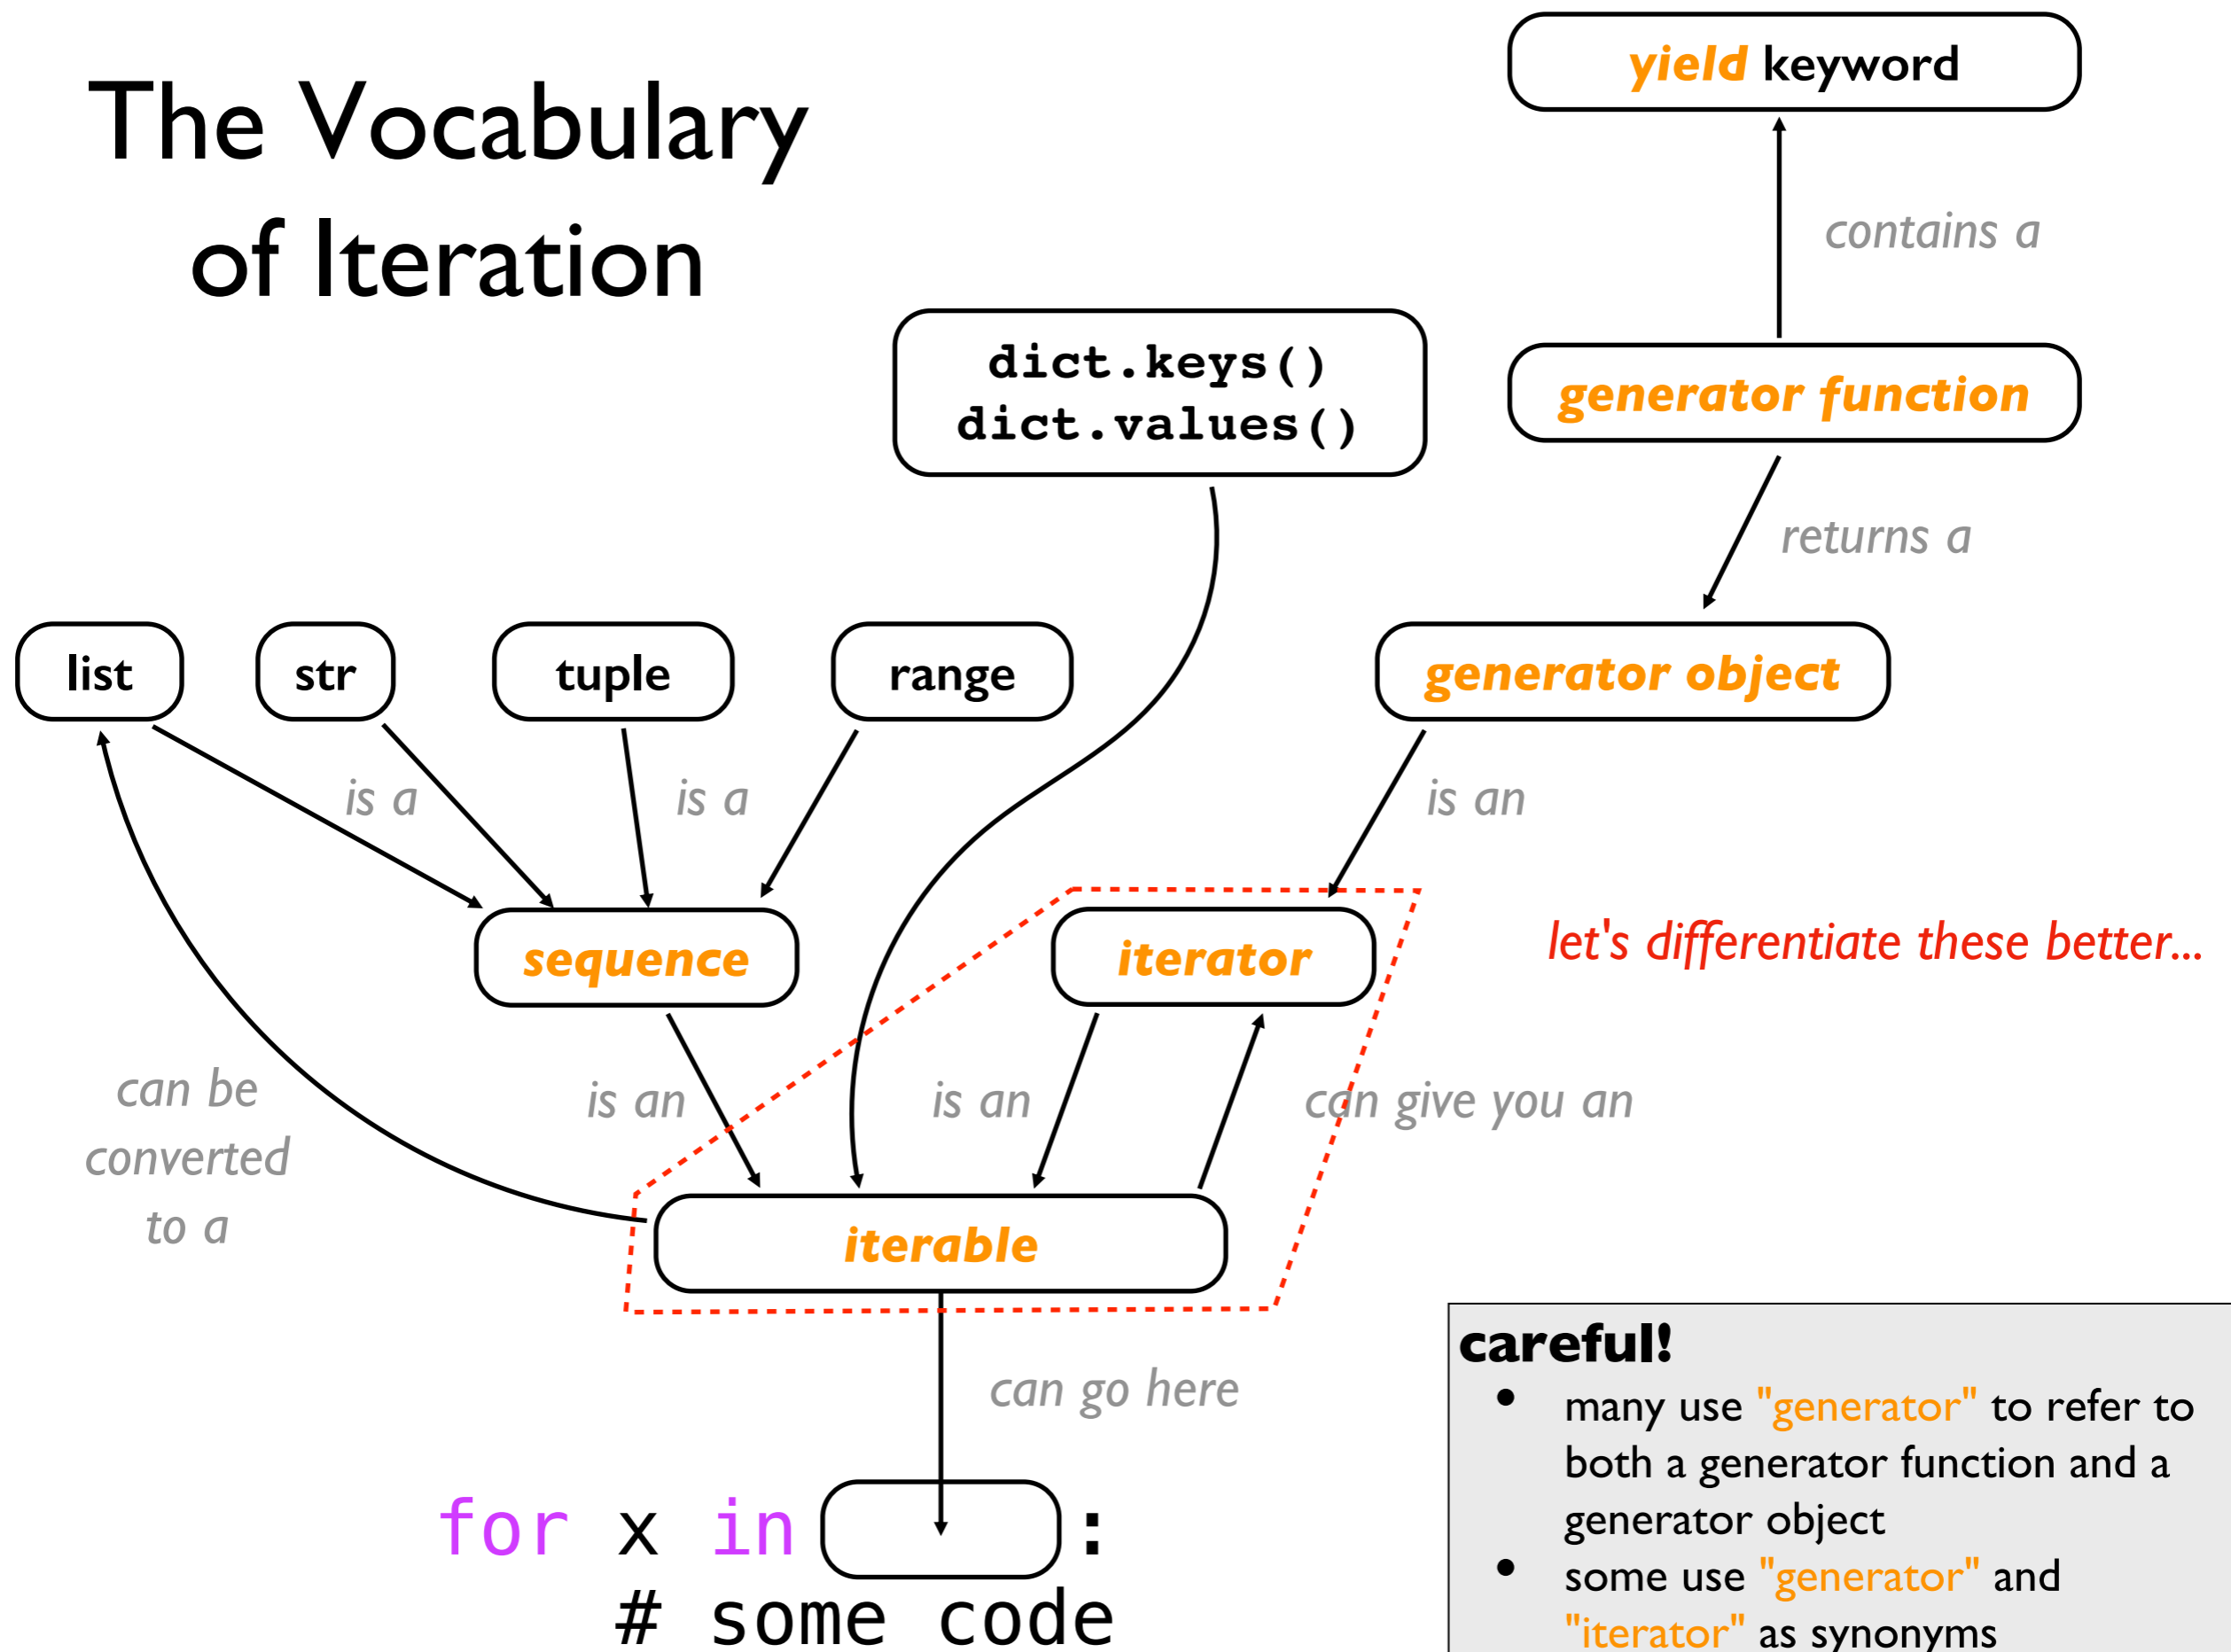 The Vocabulary
of Iteration
yield keyword
contains a
dict.keys()
dict.values()
generator function
returns a
list
str
tuple
range
generator object
is a
is a
is an
sequence
iterator
let's differentiate these better...
can be
converted
to a
is an
is an
can give you an
iterable
can go here
for x in :
# some code
careful!
• many use "generator" to refer to
both a generator function and a
generator object
• some use "generator" and
"iterator" as synonyms